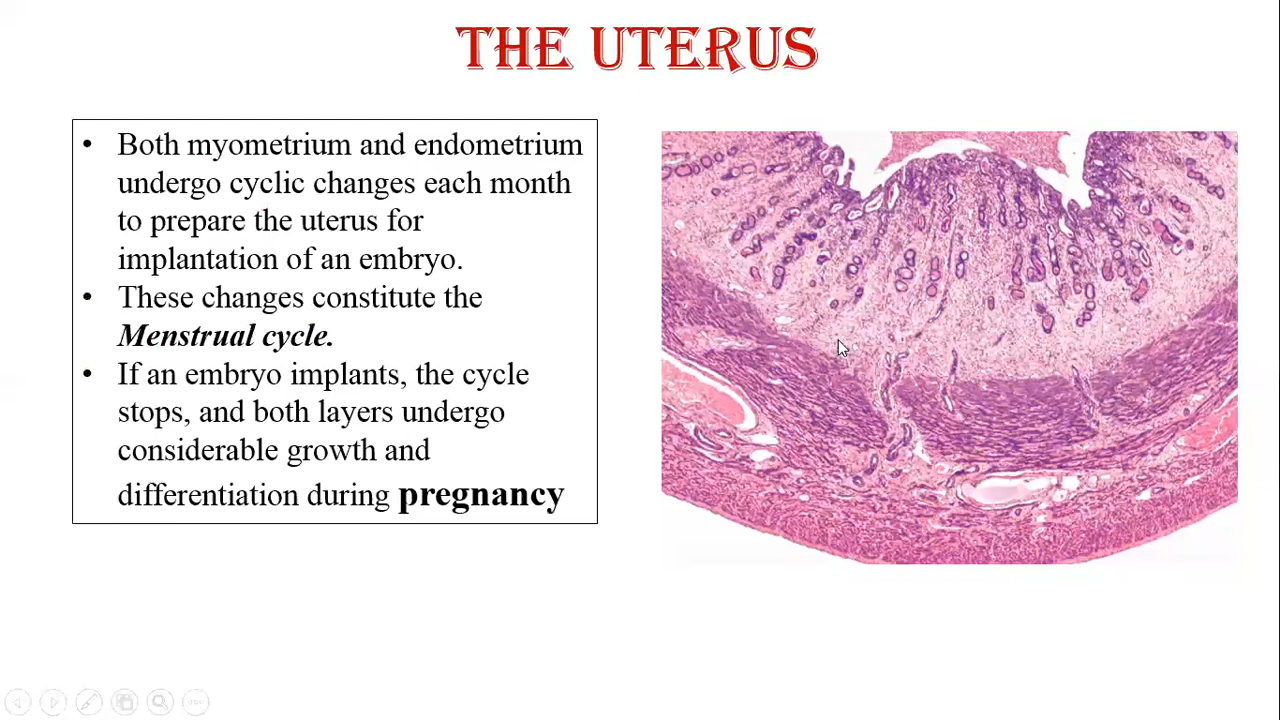 THE UTERUS
• Both myometrium and endometrium
undergo cyclic changes each month
to prepare the uterus for
implantation of an embryo.
• These changes constitute the
Menstrual cycle.
• If an embryo implants, the cycle
stops, and both layers undergo
considerable growth and
differentiation during pregnancy